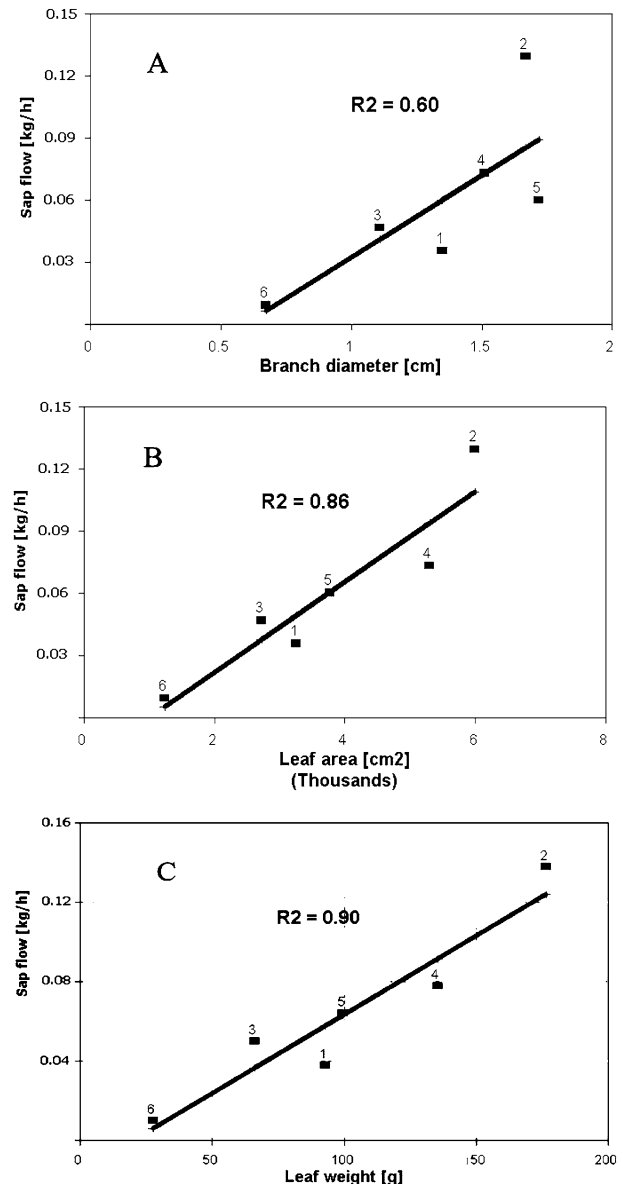 0.15
A
2
R2 = 0.60
0.12
Sap flow [kg/h]
0.09
4
5
0.06
3
1
0.03
6
0 0.5 1 1.5 2
Branch diameter [cm]
0.15
B
2
0.12
R2 = 0.86
Sap flow [kg/h]
0.09
4
5
0.06
3
1
0.03
6
0 2 4 6 8
Leaf area [cm2]
(Thousands)
0.16
C
2
R2 = 0.90
0.12
Sap flow [kg/h]
4
0.08
5
3
1
0.04
6
0 50 100 150 200
Leaf weight [g]